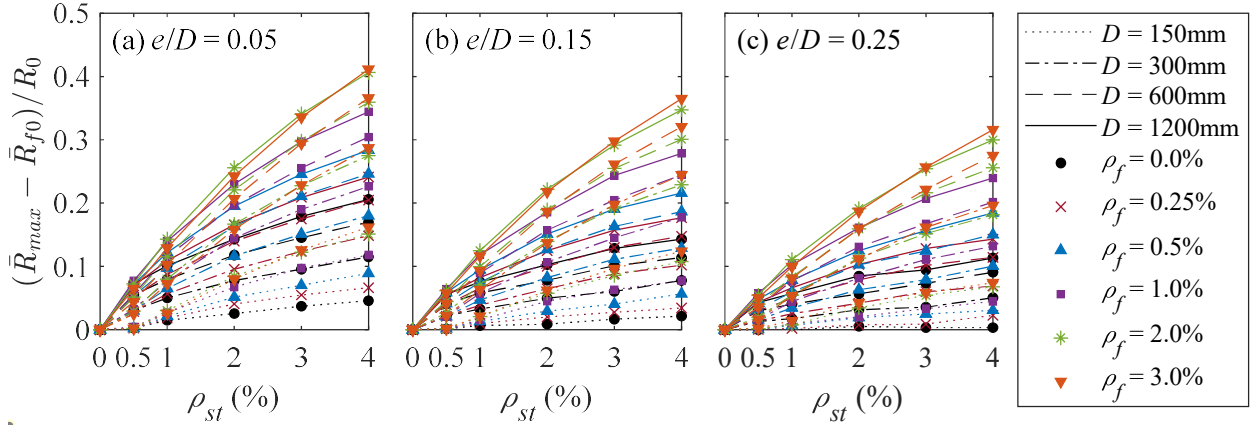 (R̄max − R̄f0))/R0
0.5
0.4
0.3
0.2
0.1
0
(a) e/D = 0.05
0 0.5 1 2 3 4
ρst (%)
(b) e/D = 0.15
0 0.5 1 2 3 4
ρst (%)
(c) e/D = 0.25
0 0.5 1 2 3 4
ρst (%)
D = 150mm
D = 300mm
D = 600mm
D = 1200mm
ρf = 0.0%
ρf = 0.25%
ρf = 0.5%
ρf = 1.0%
ρf = 2.0%
ρf = 3.0%